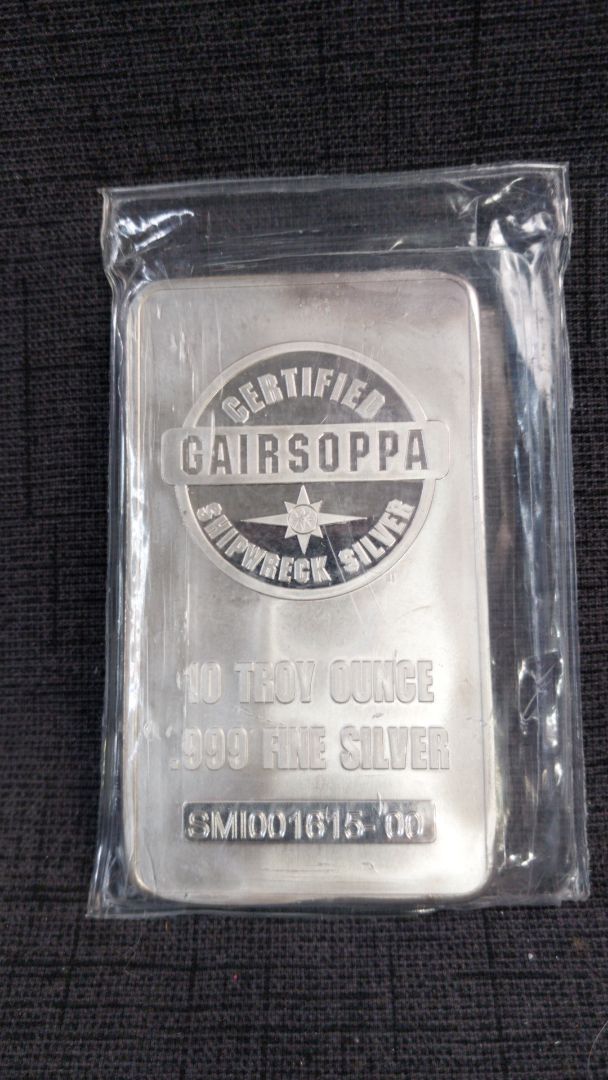 CERTIFIED
GAIRSOPPA
SHIPWRECK SILVER
10 TROY OUNCE
.999 FINE SILVER
SMI001615-00